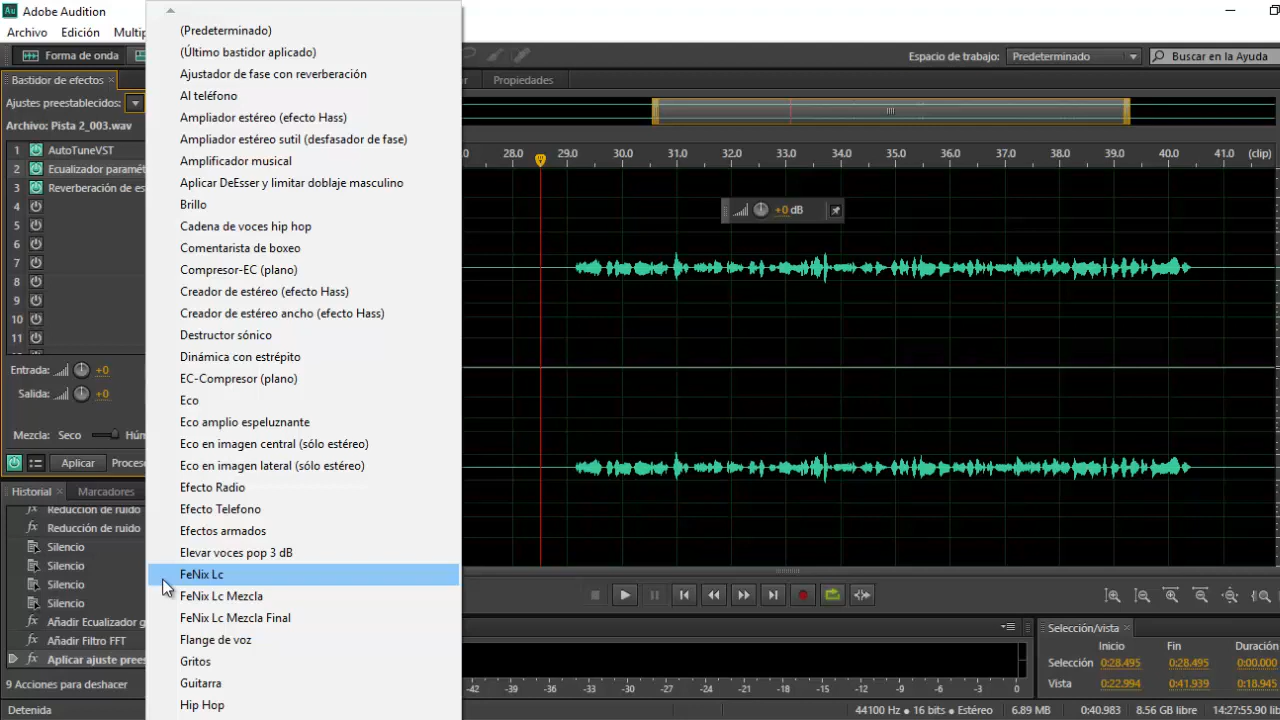 Adobe Audition
Archivo Edición Multip
Forma de onda
Espacio de trabajo: Predeterminado Buscar en la Ayuda
Bastidor de efectos × r Propiedades
Ajustes preestablecidos:
Archivo: Pista 2_003.wav
1 AutoTuneVST
2 Ecualizador paramét
3 Reverberación de es
4
5
6
7
8
9
10
11
Entrada: +0
Salida: +0
Mezcla: Seco Húm
Aplicar Proces
Historial × Marcadores
fx Reducción de ruido
fx Reducción de ruido
Silencio
Silencio
Silencio
Silencio
fx Añadir Ecualizador g
fx Añadir Filtro FFT
fx Aplicar ajuste prees
9 Acciones para deshacer
Detenida
(Predeterminado)
(Último bastidor aplicado)
Ajustador de fase con reverberación
Al teléfono
Ampliador estéreo (efecto Hass)
Ampliador estéreo sutil (desfasador de fase)
Amplificador musical
Aplicar DeEsser y limitar doblaje masculino
Brillo
Cadena de voces hip hop
Comentarista de boxeo
Compresor-EC (plano)
Creador de estéreo (efecto Hass)
Creador de estéreo ancho (efecto Hass)
Destructor sónico
Dinámica con estrépito
EC-Compresor (plano)
Eco
Eco amplio espeluznante
Eco en imagen central (sólo estéreo)
Eco en imagen lateral (sólo estéreo)
Efecto Radio
Efecto Telefono
Efectos armados
Elevar voces pop 3 dB
FeNix Lc
FeNix Lc Mezcla
FeNix Lc Mezcla Final
Flange de voz
Gritos
Guitarra
Hip Hop
.0 28.0 29.0 30.0 31.0 32.0 33.0 34.0 35.0 36.0 37.0 38.0 39.0 40.0 41.0 (clip)
+0 dB
Selección/vista ×
Inicio Fin Duración
Selección 0:28.495 0:28.495 0:00.000
Vista 0:22.994 0:41.939 0:18.945
-42 -39 -36 -33 -30 -27 -24 -21 -18 -15 -12 -9 -6 -3 0
44100 Hz • 16 bits • Estéreo 6.89 MB 0:40.983 8.56 GB libre 14:27:55.90 libre